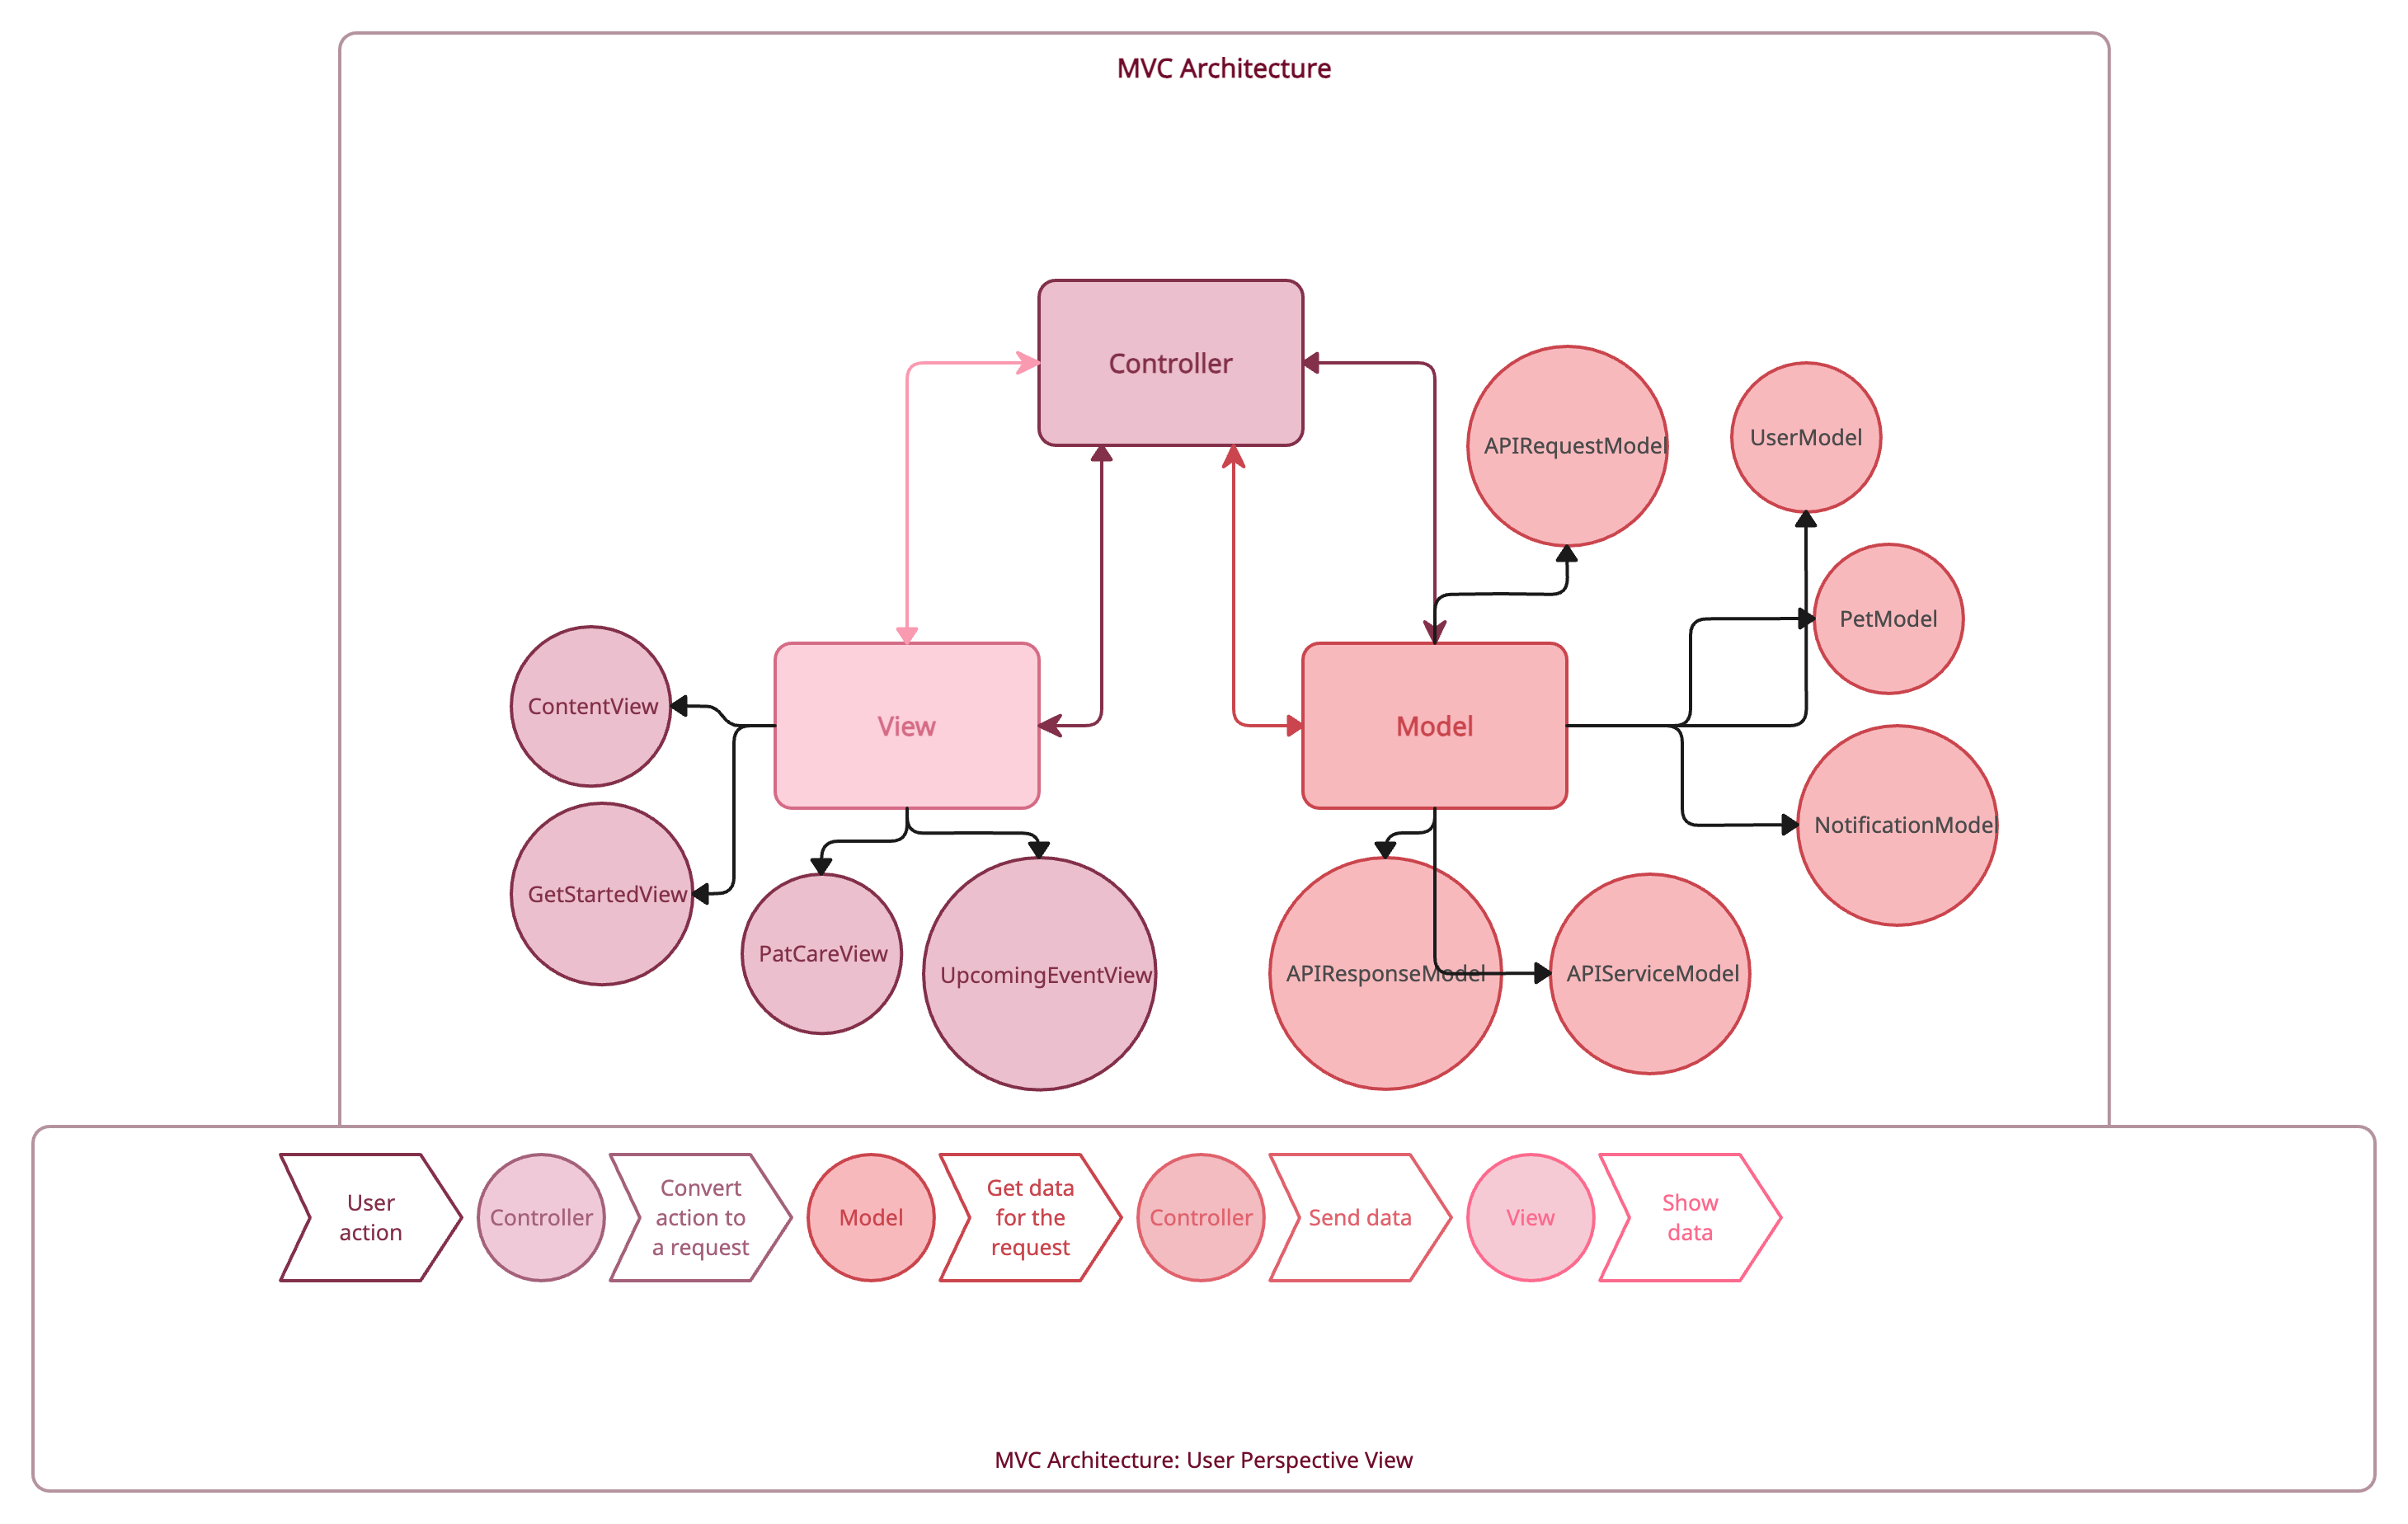 MVC Architecture
Controller
APIRequestModel
UserModel
PetModel
ContentView
View
Model
NotificationModel
GetStartedView
PatCareView
UpcomingEventView
APIResponseModel
APIServiceModel
User
action
Controller
Convert
action to
a request
Model
Get data
for the
request
Controller
Send data
View
Show
data
MVC Architecture: User Perspective View